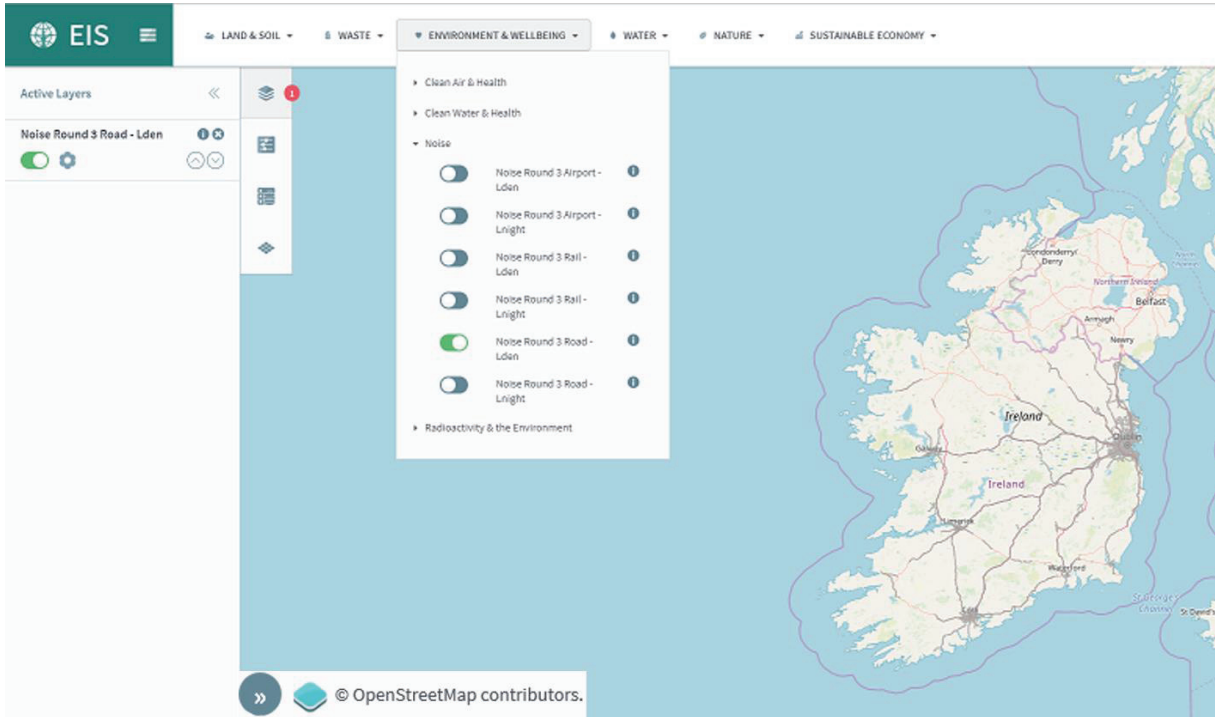 EIS
LAND & SOIL
WASTE
ENVIRONMENT & WELLBEING
WATER
NATURE
SUSTAINABLE ECONOMY
Active Layers
1
Noise Round 3 Road - Lden
Clean Air & Health
Clean Water & Health
Noise
Noise Round 3 Airport -
Lden
Noise Round 3 Airport -
Lnight
Noise Round 3 Rail -
Lden
Noise Round 3 Rail -
Lnight
Noise Round 3 Road -
Lden
Noise Round 3 Road -
Lnight
Radioactivity & the Environment
Londonderry/
Derry
North
Channel
Northern Ireland
Belfast
Armagh
Newry
Ireland
Dublin
Galway
Ireland
Limerick
Waterford
St George's
Channel
St David's
© OpenStreetMap contributors.